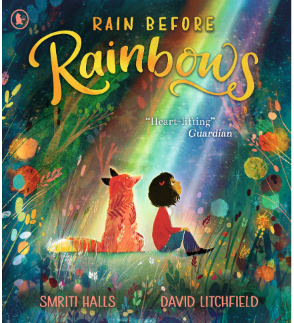 RAIN BEFORE
Rainbows
“Heart-lifting”
Guardian
SMRITI HALLS DAVID LITCHFIELD